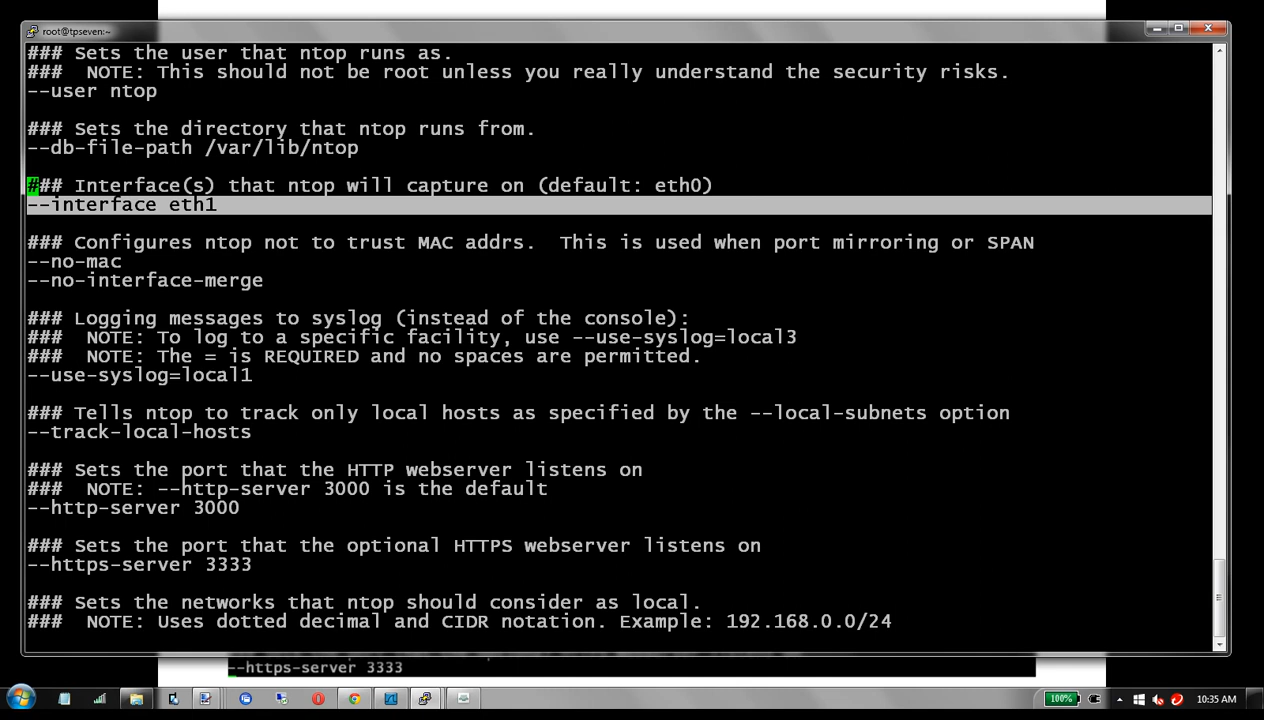 root@tpseven:~
### Sets the user that ntop runs as.
###  NOTE: This should not be root unless you really understand the security risks.
--user ntop
### Sets the directory that ntop runs from.
--db-file-path /var/lib/ntop
### Interface(s) that ntop will capture on (default: eth0)
--interface eth1
### Configures ntop not to trust MAC addrs.  This is used when port mirroring or SPAN
--no-mac
--no-interface-merge
### Logging messages to syslog (instead of the console):
###  NOTE: To log to a specific facility, use --use-syslog=local3
###  NOTE: The = is REQUIRED and no spaces are permitted.
--use-syslog=local1
### Tells ntop to track only local hosts as specified by the --local-subnets option
--track-local-hosts
### Sets the port that the HTTP webserver listens on
###  NOTE: --http-server 3000 is the default
--http-server 3000
### Sets the port that the optional HTTPS webserver listens on
--https-server 3333
### Sets the networks that ntop should consider as local.
###  NOTE: Uses dotted decimal and CIDR notation. Example: 192.168.0.0/24
--https-server 3333
100%
10:35 AM